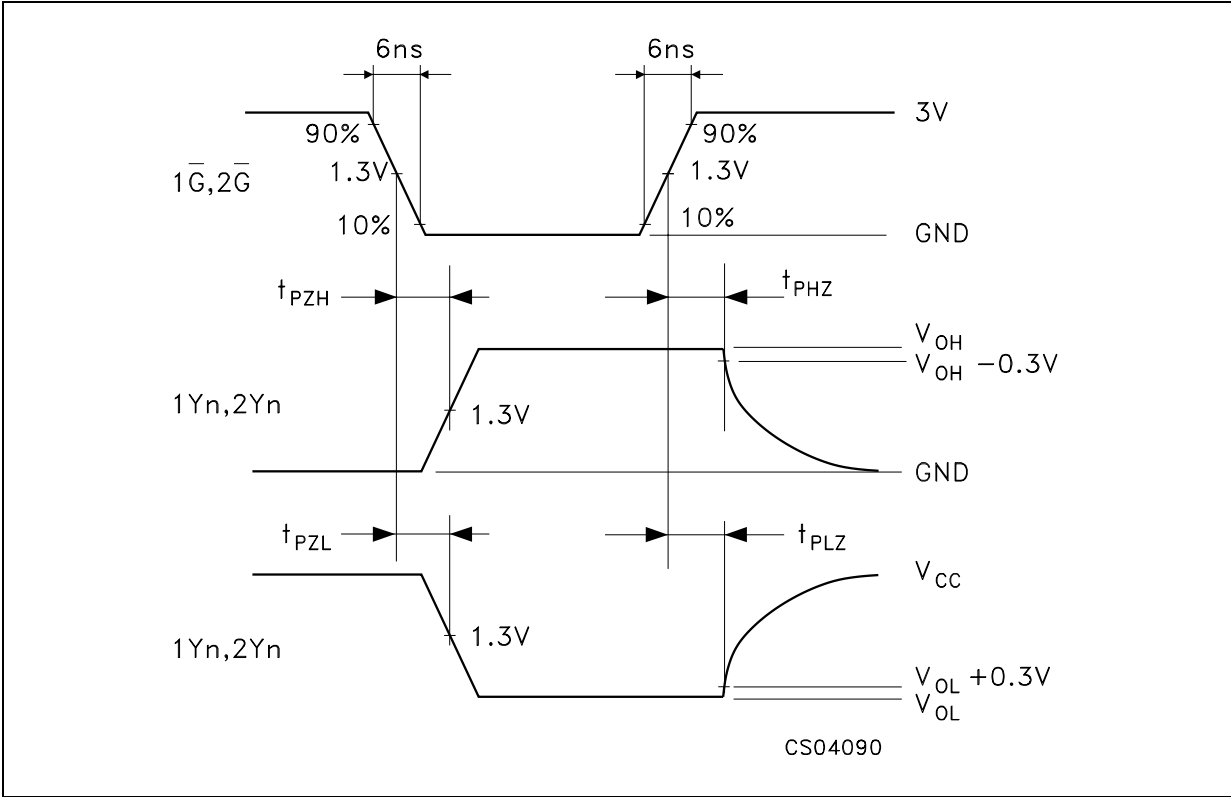 6ns 6ns
3V
90% 90%
1G̅,2G̅ 1.3V 1.3V
10% 10%
GND
tPZH tPHZ
VOH
VOH −0.3V
1Yn,2Yn 1.3V
GND
tPZL tPLZ
VCC
1Yn,2Yn 1.3V
VOL +0.3V
VOL
CS04090